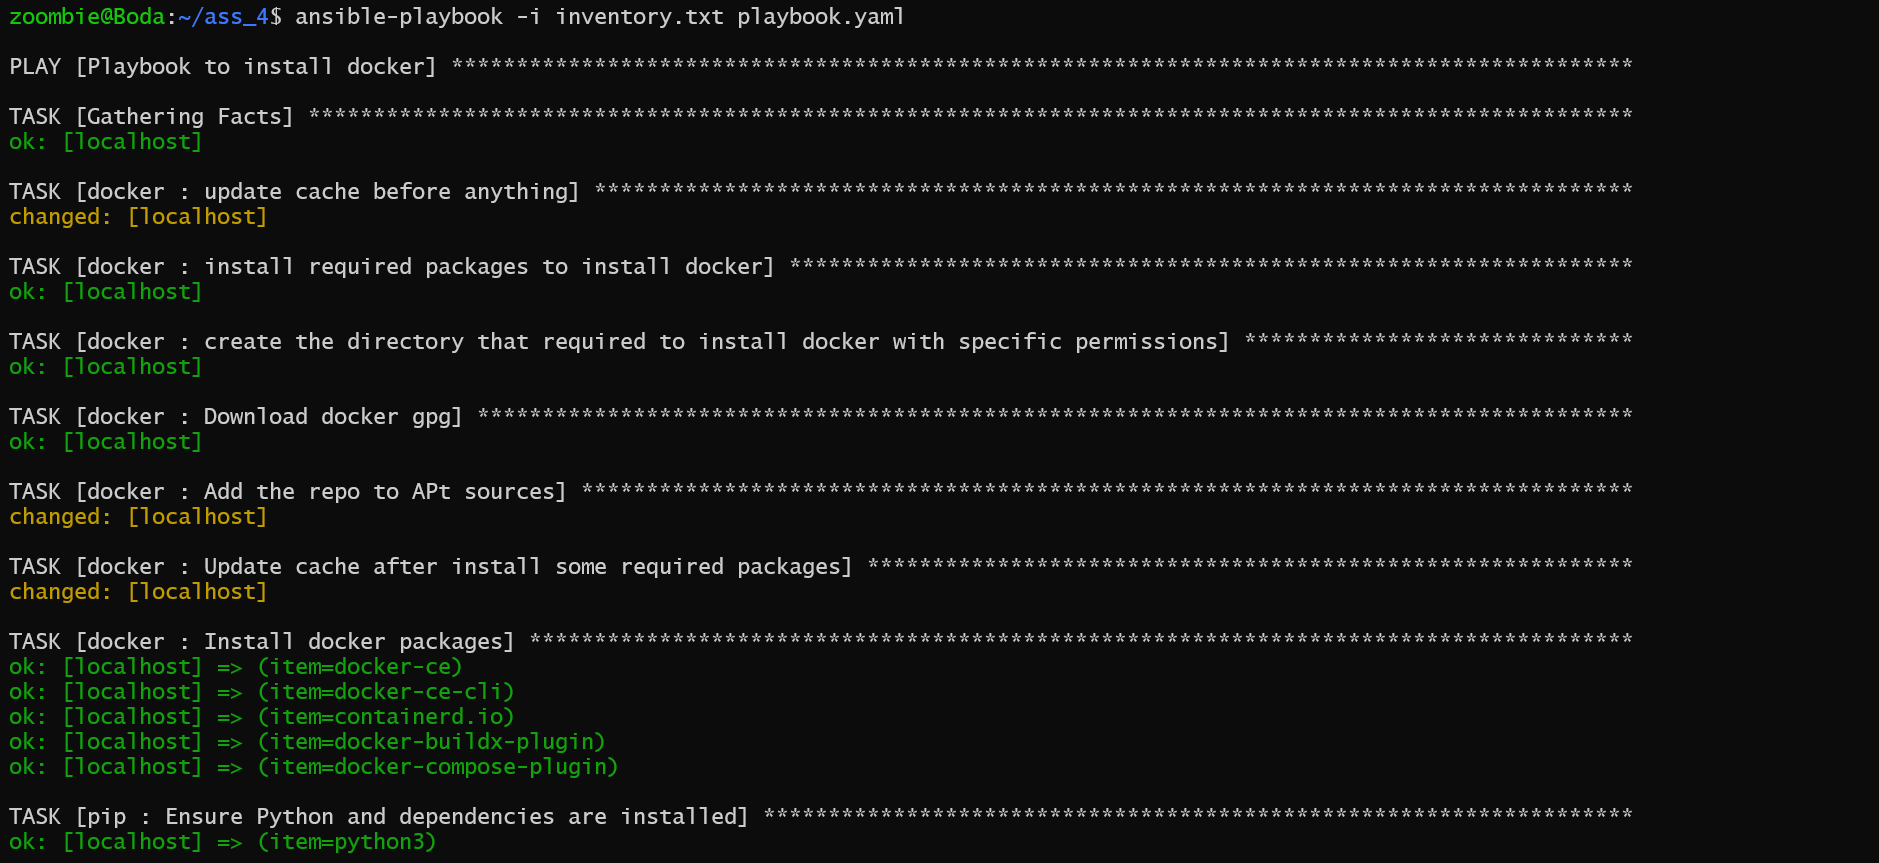 zoombie@Boda:~/ass_4$ ansible-playbook -i inventory.txt playbook.yaml
PLAY [Playbook to install docker] *******************************************************************************************
TASK [Gathering Facts] ******************************************************************************************************
ok: [localhost]
TASK [docker : update cache before anything] ********************************************************************************
changed: [localhost]
TASK [docker : install required packages to install docker] *****************************************************************
ok: [localhost]
TASK [docker : create the directory that required to install docker with specific permissions] ******************************
ok: [localhost]
TASK [docker : Download docker gpg] *****************************************************************************************
ok: [localhost]
TASK [docker : Add the repo to APt sources] *********************************************************************************
changed: [localhost]
TASK [docker : Update cache after install some required packages] ***********************************************************
changed: [localhost]
TASK [docker : Install docker packages] *************************************************************************************
ok: [localhost] => (item=docker-ce)
ok: [localhost] => (item=docker-ce-cli)
ok: [localhost] => (item=containerd.io)
ok: [localhost] => (item=docker-buildx-plugin)
ok: [localhost] => (item=docker-compose-plugin)
TASK [pip : Ensure Python and dependencies are installed] *******************************************************************
ok: [localhost] => (item=python3)